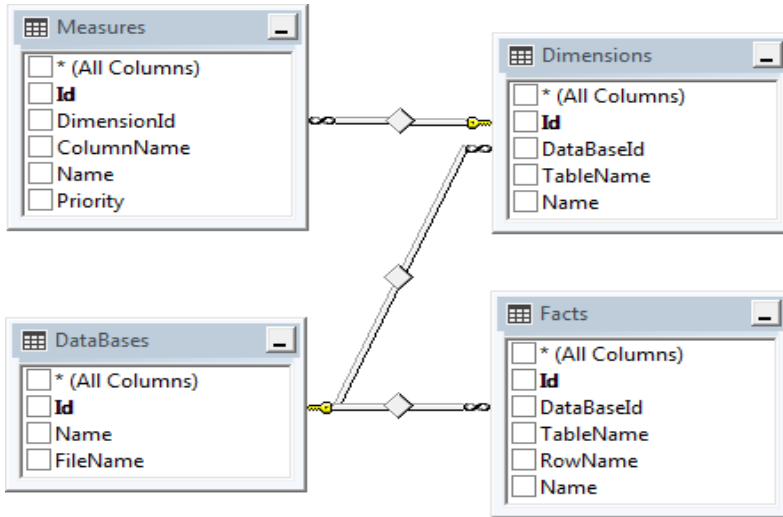 Measures
* (All Columns)
Id
DimensionId
ColumnName
Name
Priority
Dimensions
* (All Columns)
Id
DataBaseId
TableName
Name
DataBases
* (All Columns)
Id
Name
FileName
Facts
* (All Columns)
Id
DataBaseId
TableName
RowName
Name